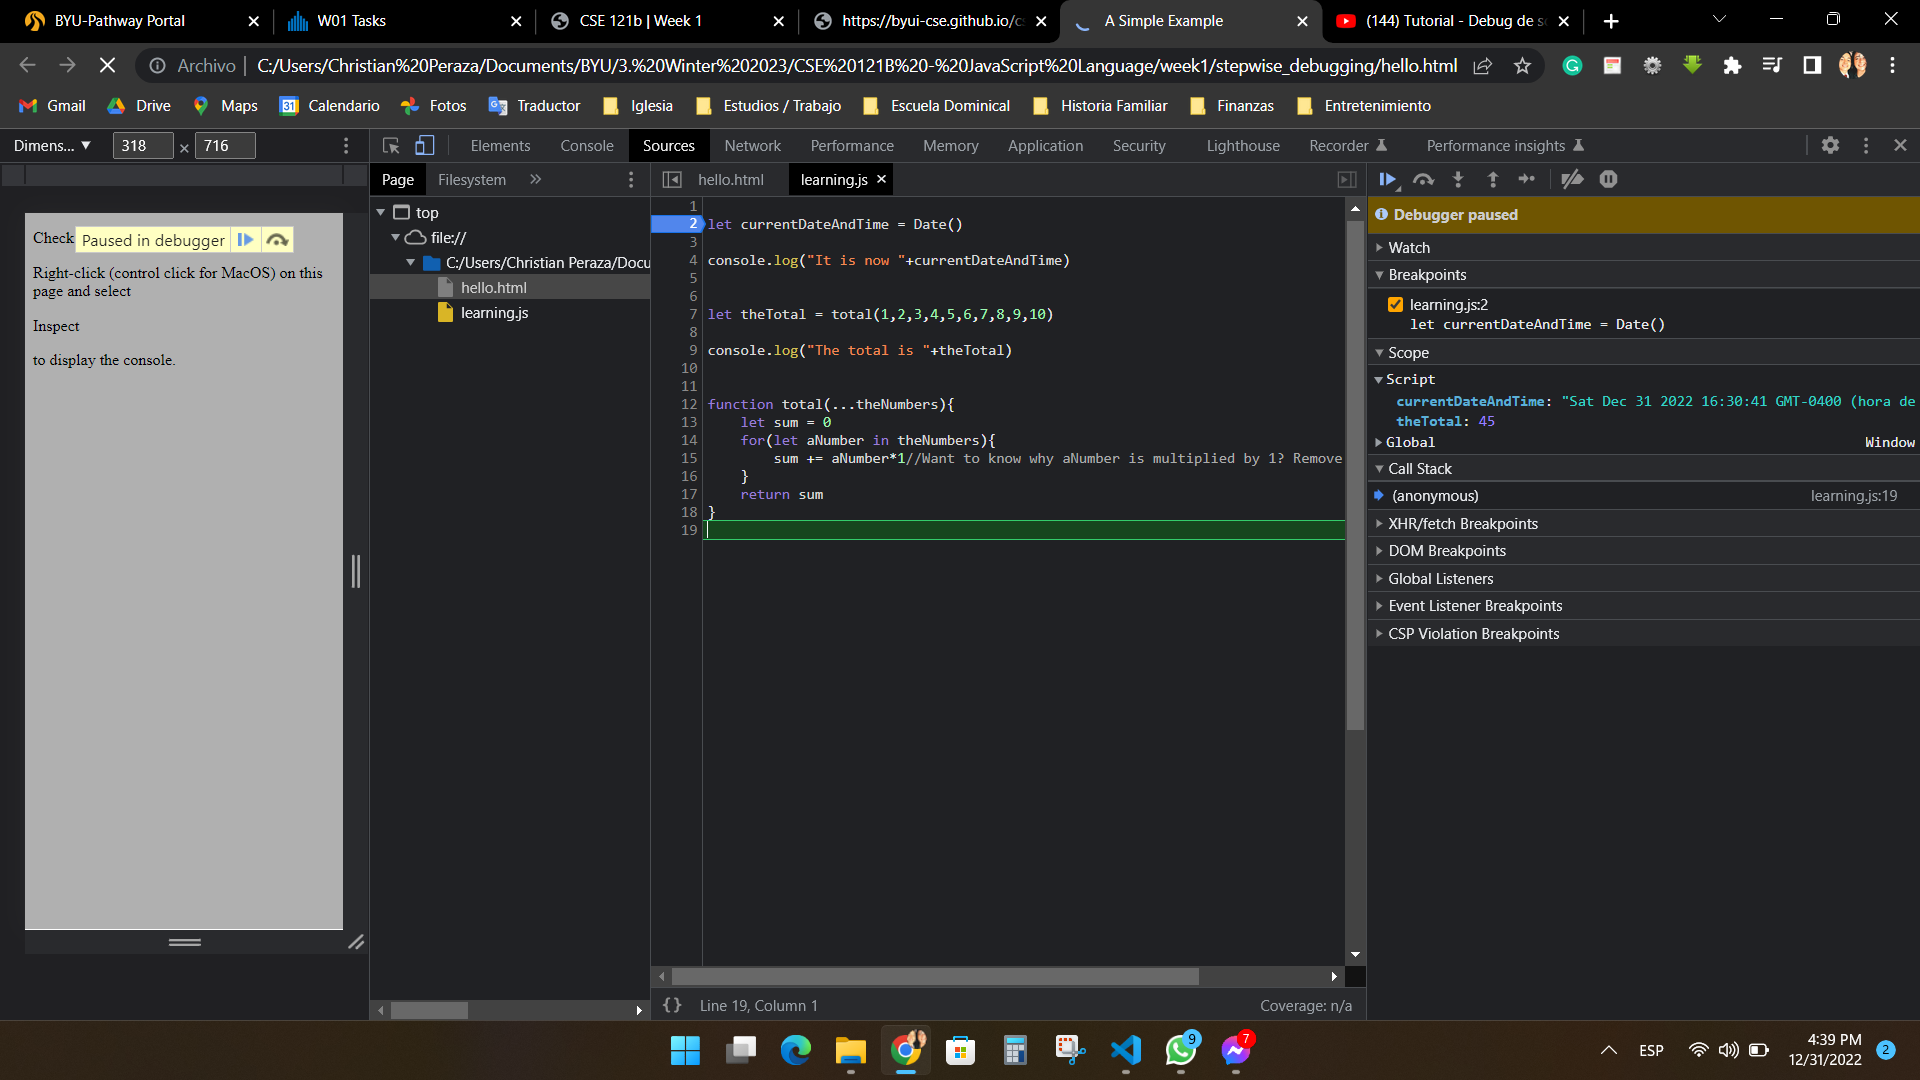 BYU-Pathway Portal
W01 Tasks
CSE 121b | Week 1
https://byui-cse.github.io/cs
A Simple Example
(144) Tutorial - Debug de s
Archivo
C:/Users/Christian%20Peraza/Documents/BYU/3.%20Winter%202023/CSE%20121B%20-%20JavaScript%20Language/week1/stepwise_debugging/hello.html
Gmail
Drive
Maps
31
Calendario
Fotos
Traductor
Iglesia
Estudios / Trabajo
Escuela Dominical
Historia Familiar
Finanzas
Entretenimiento
Dimens... ▼
318 × 716
Elements
Console
Sources
Network
Performance
Memory
Application
Security
Lighthouse
Recorder
Performance insights
Page
Filesystem
»
top
file://
C:/Users/Christian Peraza/Docu
hello.html
learning.js
Check
Paused in debugger
Right-click (control click for MacOS) on this
page and select
Inspect
to display the console.
hello.html
learning.js ×
1
2 let currentDateAndTime = Date()
3
4 console.log("It is now "+currentDateAndTime)
5
6
7 let theTotal = total(1,2,3,4,5,6,7,8,9,10)
8
9 console.log("The total is "+theTotal)
10
11
12 function total(...theNumbers){
13 let sum = 0
14 for(let aNumber in theNumbers){
15 sum += aNumber*1//Want to know why aNumber is multiplied by 1? Remove
16 }
17 return sum
18 }
19
{} Line 19, Column 1
Coverage: n/a
Debugger paused
Watch
Breakpoints
learning.js:2
let currentDateAndTime = Date()
Scope
Script
currentDateAndTime: "Sat Dec 31 2022 16:30:41 GMT-0400 (hora de
theTotal: 45
Global Window
Call Stack
(anonymous) learning.js:19
XHR/fetch Breakpoints
DOM Breakpoints
Global Listeners
Event Listener Breakpoints
CSP Violation Breakpoints
9
7
ESP
4:39 PM
12/31/2022
2